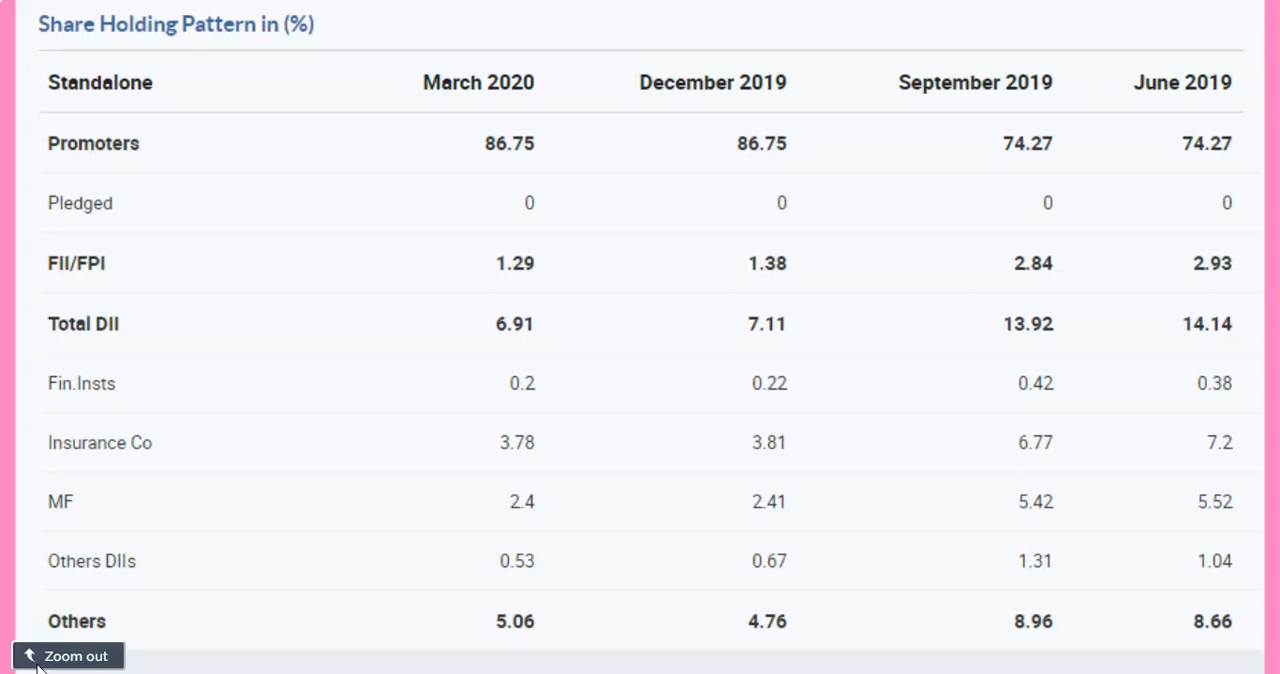 Share Holding Pattern in (%)
Standalone March 2020 December 2019 September 2019 June 2019
Promoters 86.75 86.75 74.27 74.27
Pledged 0 0 0 0
FII/FPI 1.29 1.38 2.84 2.93
Total DII 6.91 7.11 13.92 14.14
Fin.Insts 0.2 0.22 0.42 0.38
Insurance Co 3.78 3.81 6.77 7.2
MF 2.4 2.41 5.42 5.52
Others DIIs 0.53 0.67 1.31 1.04
Others 5.06 4.76 8.96 8.66
Zoom out